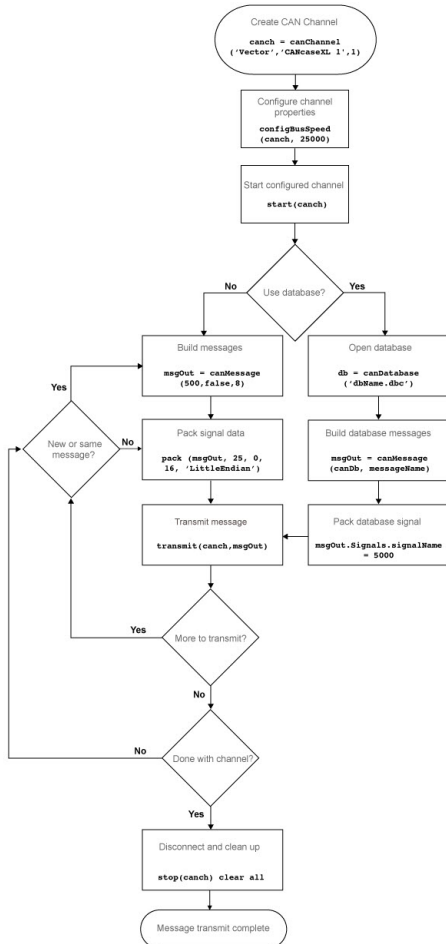 Create CAN Channel
canch = canChannel
('Vector','CANcaseXL 1',1)
Configure channel
properties
configBusSpeed
(canch, 25000)
Start configured channel
start(canch)
Use database?
No
Yes
Build messages
msgOut = canMessage
(500,false,8)
Open database
db = canDatabase
('dbName.dbc')
Yes
New or same
message?
No
Pack signal data
pack (msgOut, 25, 0,
16, 'LittleEndian')
Build database messages
msgOut = canMessage
(canDb, messageName)
Transmit message
transmit(canch,msgOut)
Pack database signal
msgOut.Signals.signalName
= 5000
Yes
More to transmit?
No
No
Done with channel?
Yes
Disconnect and clean up
stop(canch) clear all
Message transmit complete